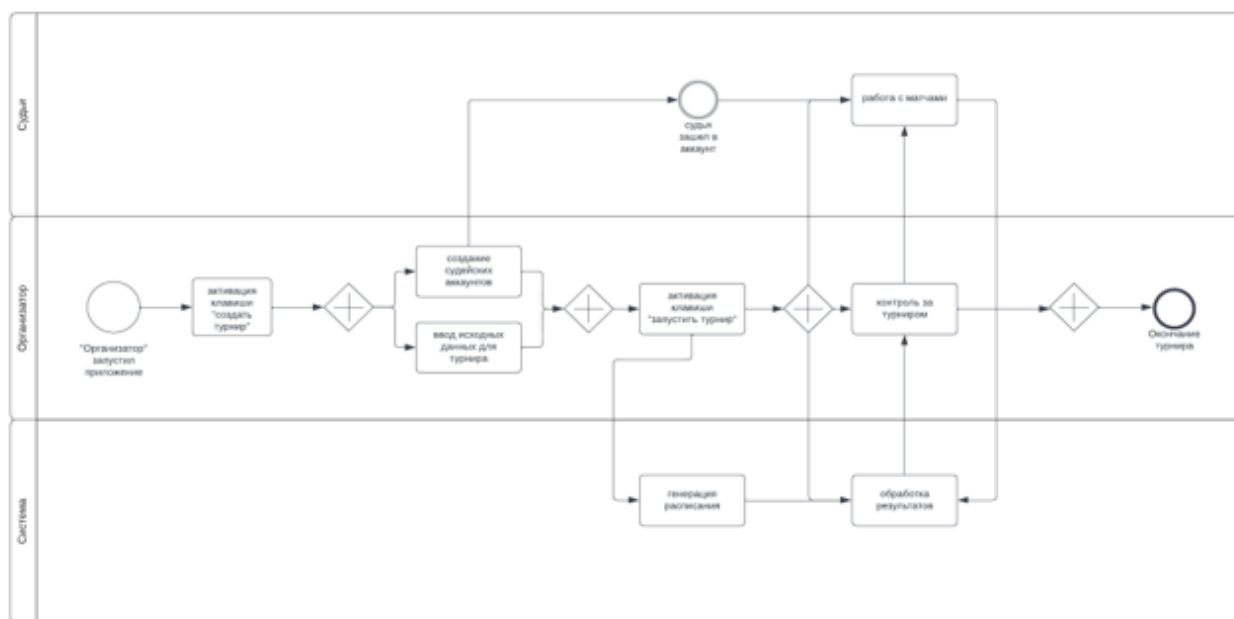 Судьи
судья
зашел в
аккаунт
работа с матчами
Организатор
"Организатор"
запустил
приложение
активация
клавиши
"создать
турнир"
создание
судейских
аккаунтов
ввод исходных
данных для
турнира
активация
клавиши
"запустить турнир"
контроль за
турниром
Окончание
турнира
Система
генерация
расписания
обработка
результатов